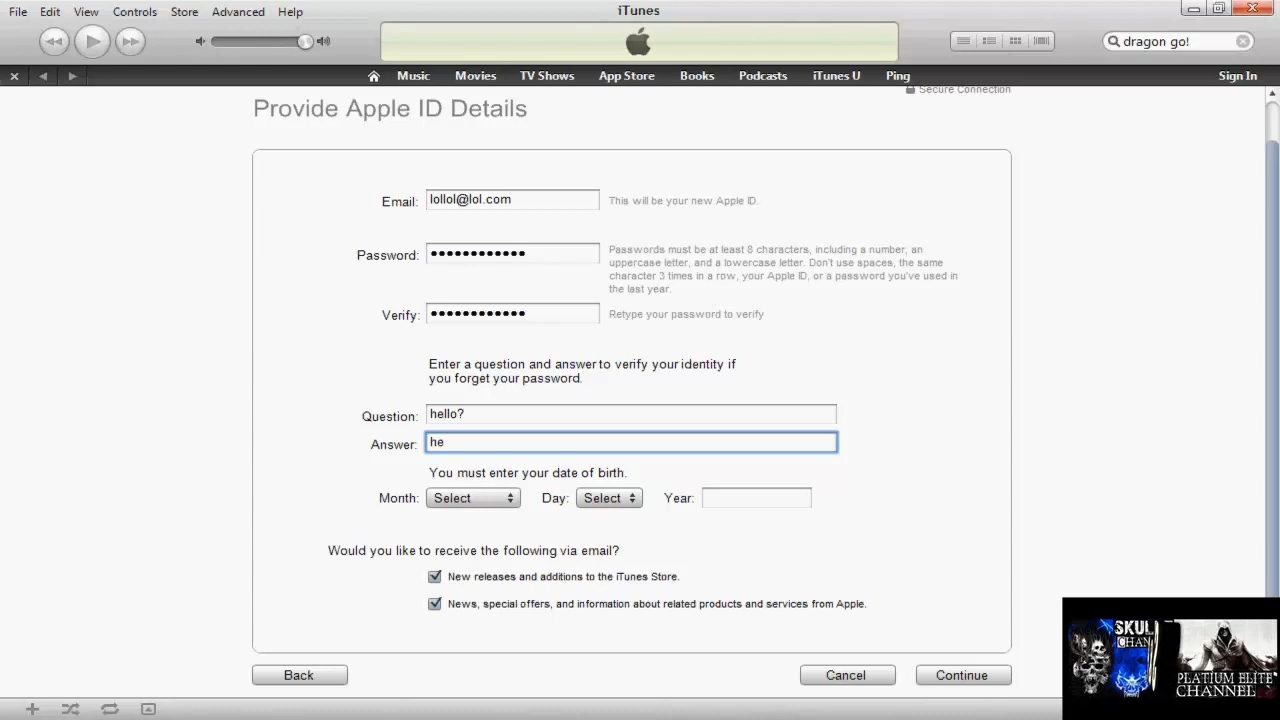 File Edit View Controls Store Advanced Help
iTunes
dragon go!
Music Movies TV Shows App Store Books Podcasts iTunes U Ping Sign In
Secure Connection
Provide Apple ID Details
Email: lollol@lol.com This will be your new Apple ID.
Password: •••••••••••• Passwords must be at least 8 characters, including a number, an
uppercase letter, and a lowercase letter. Don't use spaces, the same
character 3 times in a row, your Apple ID, or a password you've used in
the last year.
Verify: •••••••••••• Retype your password to verify
Enter a question and answer to verify your identity if
you forget your password.
Question: hello?
Answer: he
You must enter your date of birth.
Month: Select Day: Select Year:
Would you like to receive the following via email?
New releases and additions to the iTunes Store.
News, special offers, and information about related products and services from Apple.
Back Cancel Continue
SKUL
CHAN
PLATIUM ELITE
CHANNEL